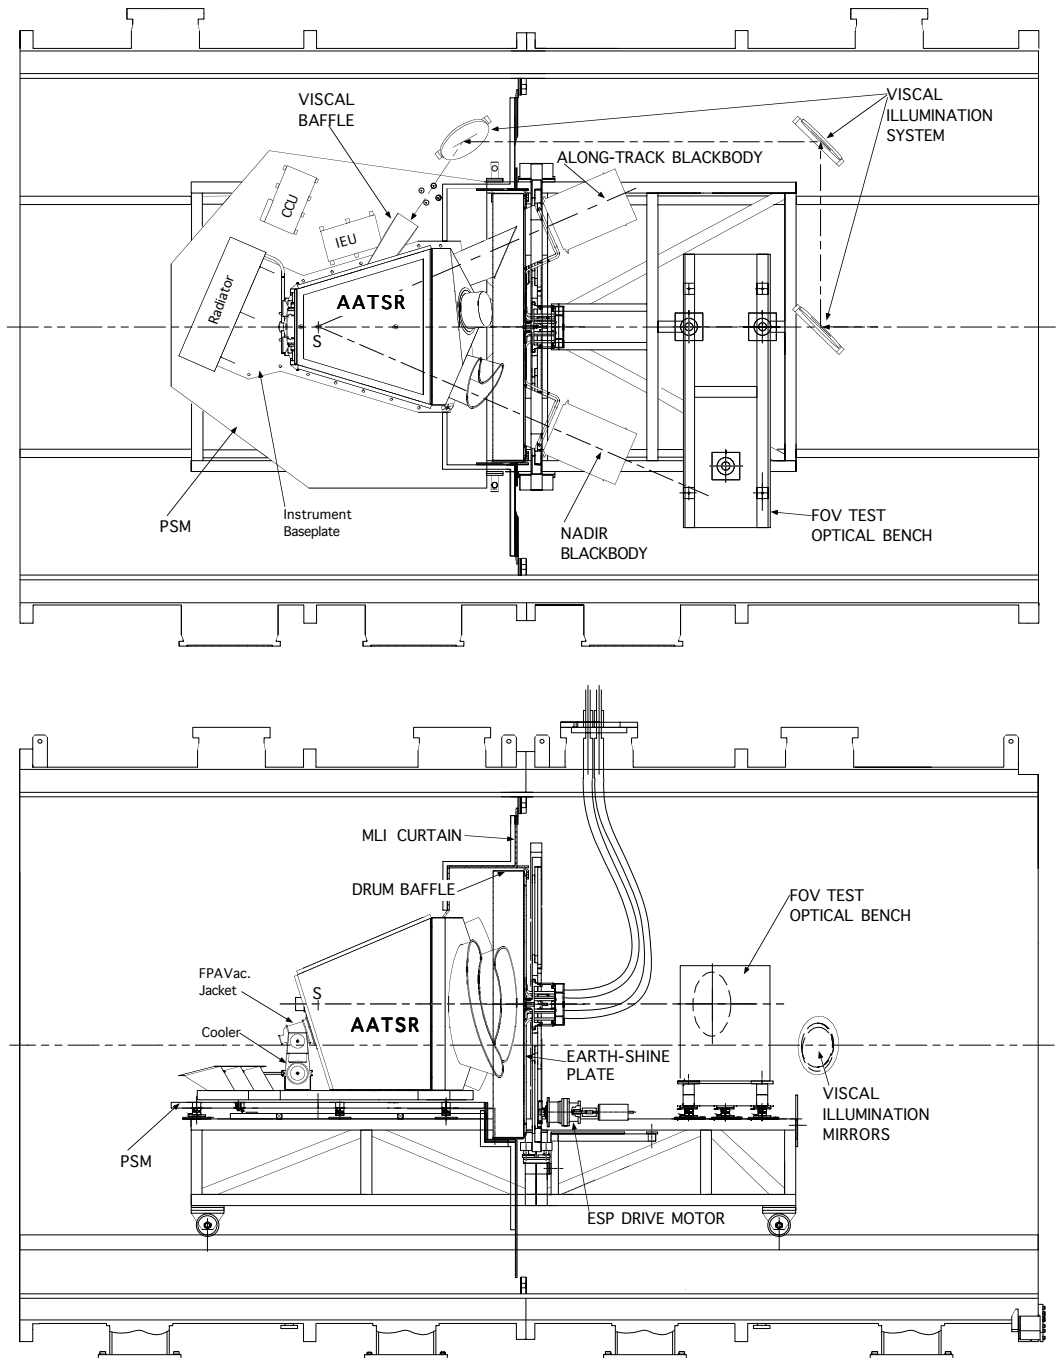 VISCAL
BAFFLE
VISCAL
ILLUMINATION
SYSTEM
ALONG-TRACK BLACKBODY
CCU
IEU
Radiator
AATSR
S
PSM
Instrument
Baseplate
NADIR
BLACKBODY
FOV TEST
OPTICAL BENCH
MLI CURTAIN
DRUM BAFFLE
FOV TEST
OPTICAL BENCH
FPA Vac.
Jacket
S
AATSR
Cooler
EARTH-SHINE
PLATE
VISCAL
ILLUMINATION
MIRRORS
PSM
ESP DRIVE MOTOR